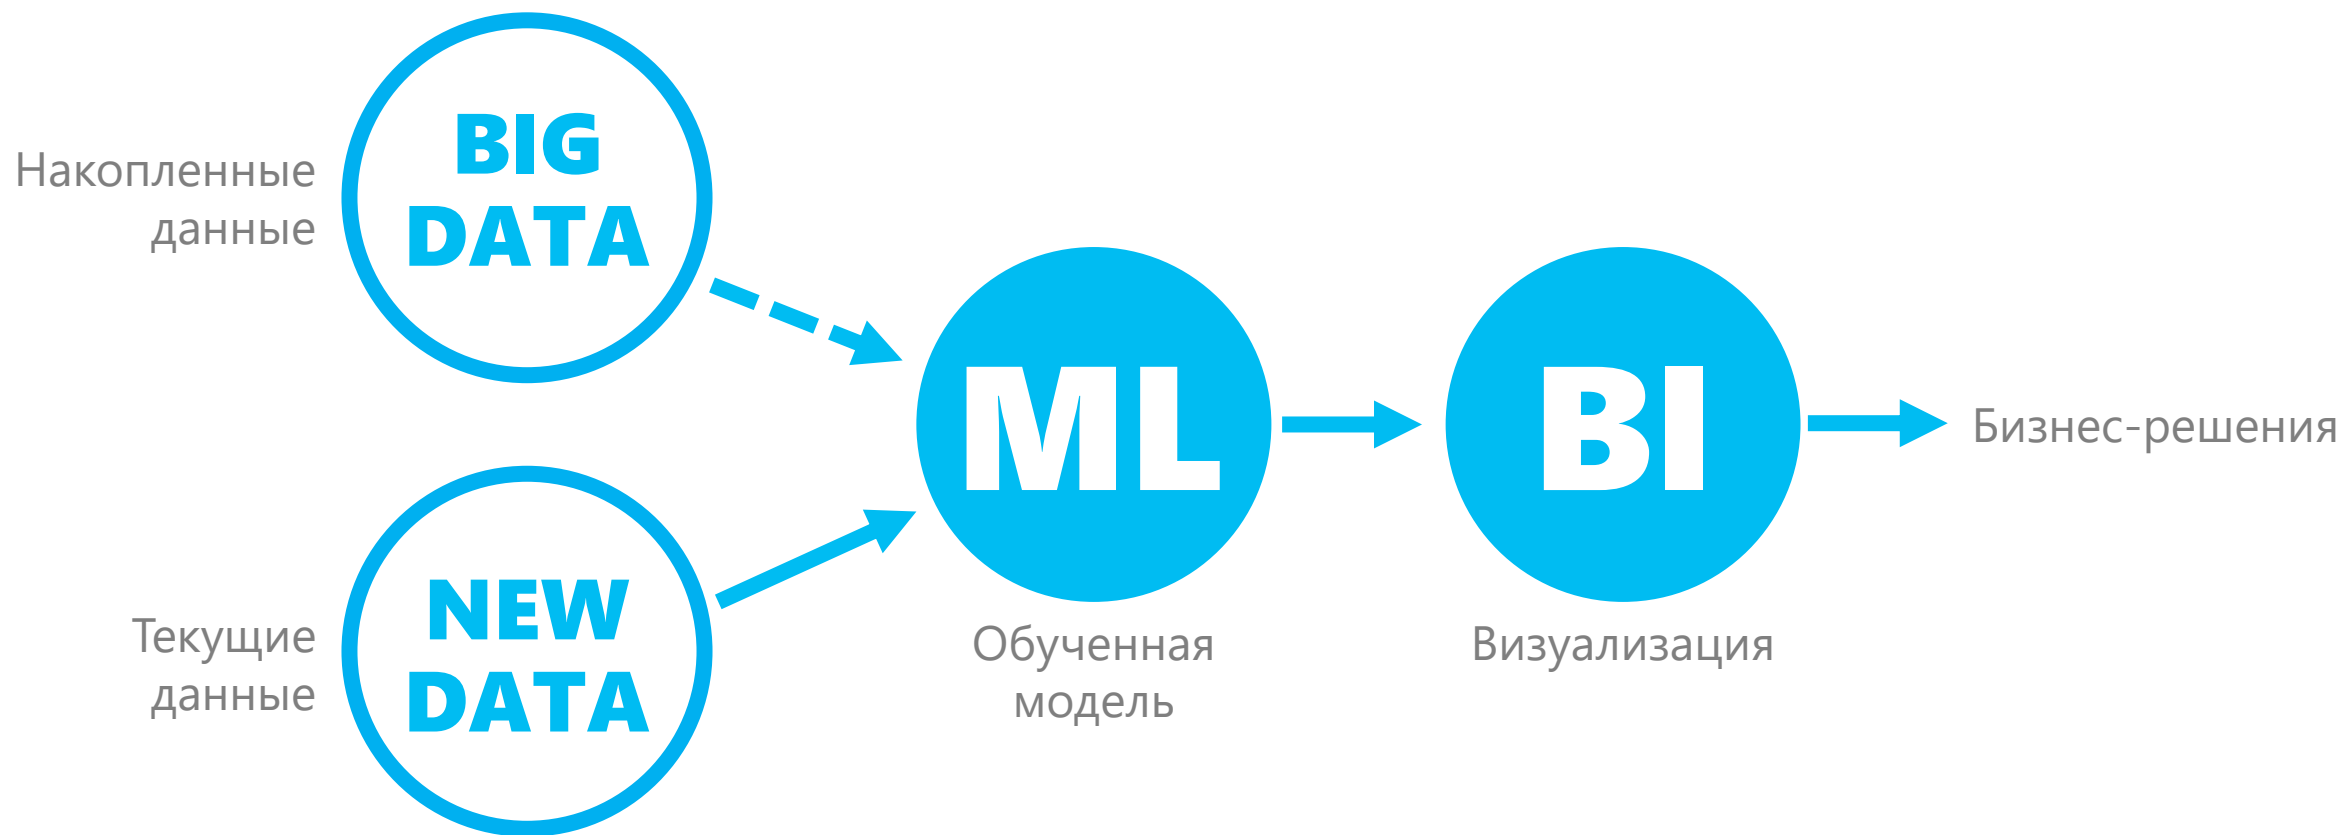 Накопленные
данные
BIG
DATA
Текущие
данные
NEW
DATA
ML
Обученная
модель
BI
Визуализация
Бизнес-решения